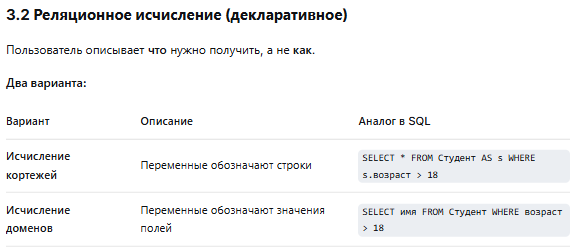 3.2 Реляционное исчисление (декларативное)
Пользователь описывает что нужно получить, а не как.
Два варианта:
Вариант Описание Аналог в SQL
Исчисление кортежей Переменные обозначают строки SELECT * FROM Студент AS s WHERE s.возраст > 18
Исчисление доменов Переменные обозначают значения полей SELECT имя FROM Студент WHERE возраст > 18